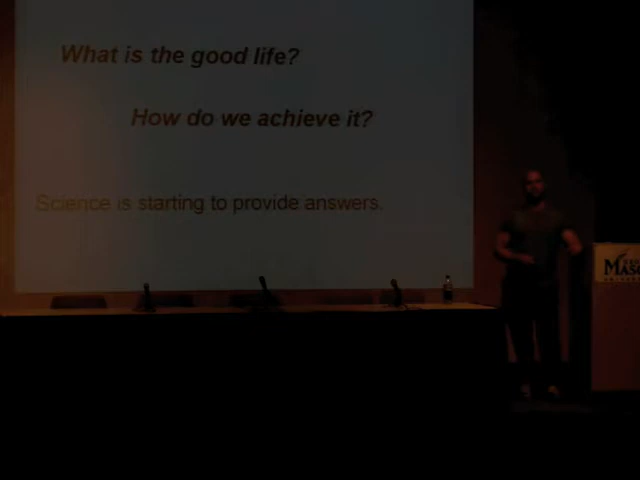 What is the good life?
How do we achieve it?
Science is starting to provide answers.